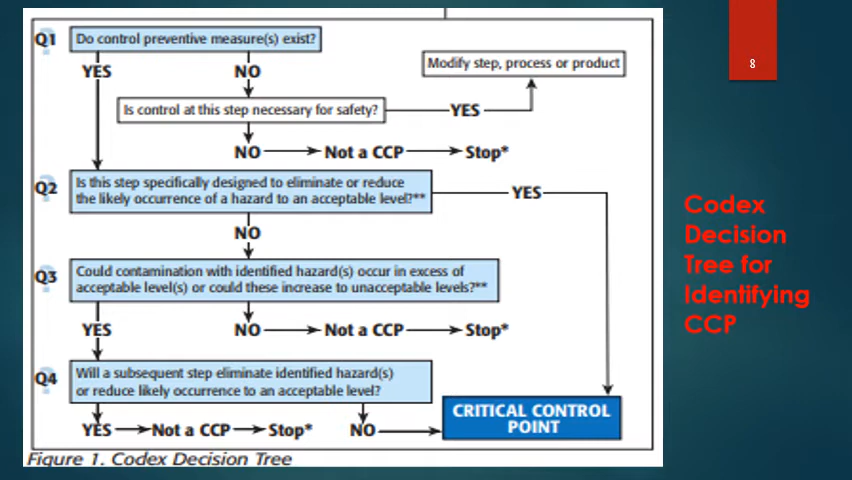 Q1 Do control preventive measure(s) exist?
YES NO
Modify step, process or product
Is control at this step necessary for safety? YES
NO Not a CCP Stop*
Q2 Is this step specifically designed to eliminate or reduce
the likely occurrence of a hazard to an acceptable level?** YES
NO
Q3 Could contamination with identified hazard(s) occur in excess of
acceptable level(s) or could these increase to unacceptable levels?**
YES NO Not a CCP Stop*
Q4 Will a subsequent step eliminate identified hazard(s)
or reduce likely occurrence to an acceptable level?
YES Not a CCP Stop* NO
CRITICAL CONTROL
POINT
Figure 1. Codex Decision Tree
8
Codex
Decision
Tree for
Identifying
CCP